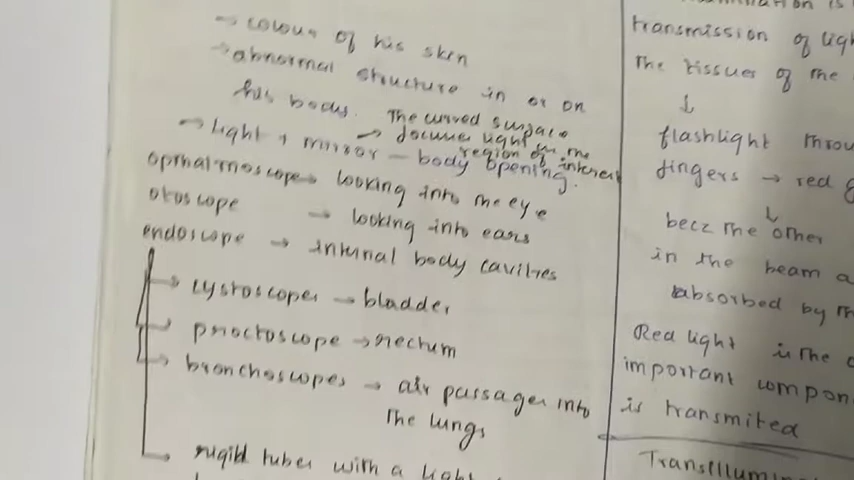 → colour of his sken
→ abnormal structure in or on
his body. The curved surface
→ light + mirror → focuse light in the
region of interest
— body opening.
opthalmoscope → looking into the eye
otoscope → looking into ears
endoscope → internal body cavities
→ cystoscopes → bladder
→ proctoscope → rectum
→ bronchoscopes → air passages into
The lungs
→ rigid tubes with a light
transmission of ligh
The tissues of the
↓
flashlight throu
fingers → red g
↓
becz The other
in the beam a
absorbed by Th
Red light is the
important compon
is transmited
Transillumin